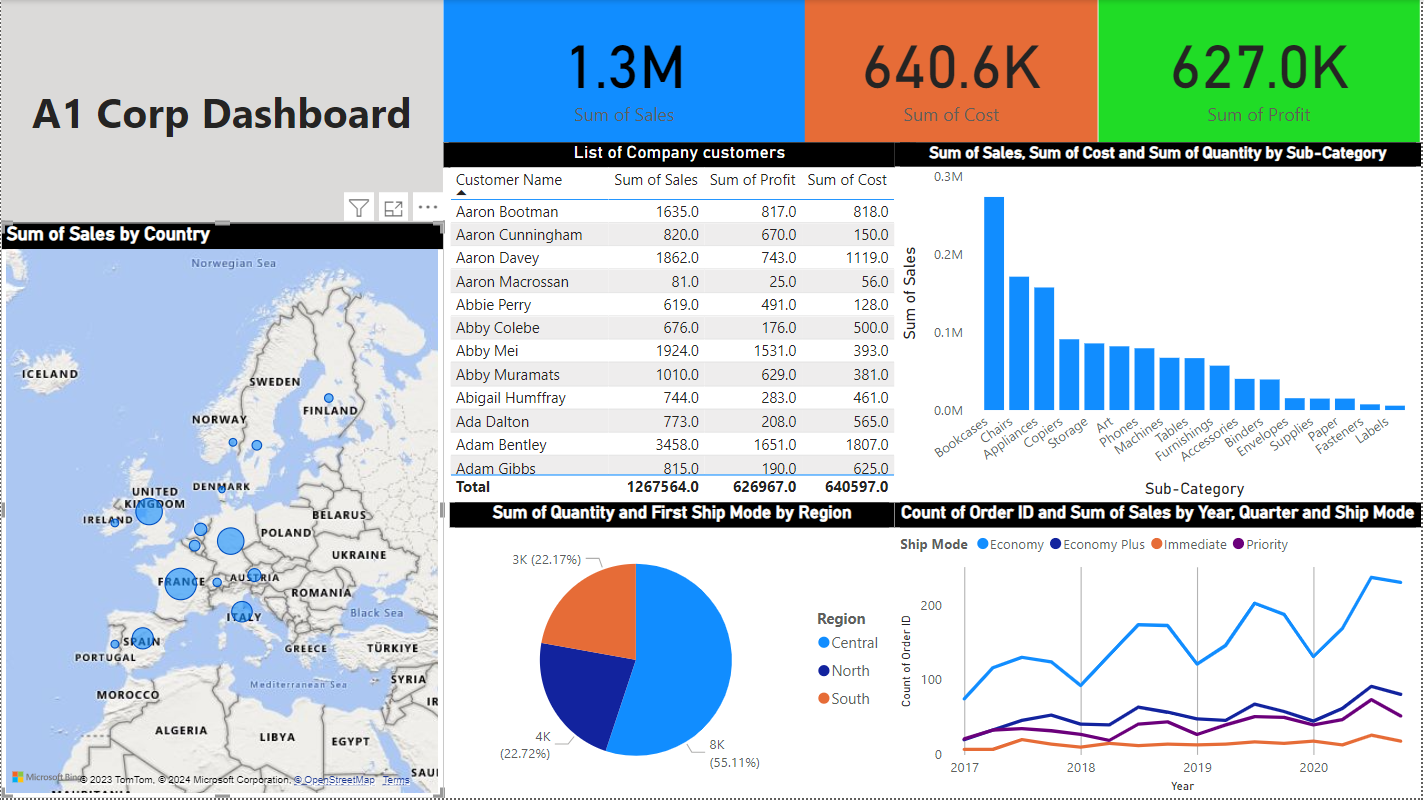 A1 Corp Dashboard
1.3M
Sum of Sales
640.6K
Sum of Cost
627.0K
Sum of Profit
Sum of Sales by Country
Norwegian Sea
ICELAND
SWEDEN
FINLAND
NORWAY
DENMARK
UNITED
KINGDOM
IRELAND
BELARUS
POLAND
UKRAINE
FRANCE
AUSTRIA
ROMANIA
ITALY
Black Sea
SPAIN
PORTUGAL
GREECE
TÜRKIYE
Mediterranean Sea
SYRIA
MOROCCO
IR
ALGERIA
LIBYA
EGYPT
SAU
Microsoft Bing
© 2023 TomTom, © 2024 Microsoft Corporation, © OpenStreetMap Terms
MAURITANIA
List of Company customers
Customer Name Sum of Sales Sum of Profit Sum of Cost
Aaron Bootman 1635.0 817.0 818.0
Aaron Cunningham 820.0 670.0 150.0
Aaron Davey 1862.0 743.0 1119.0
Aaron Macrossan 81.0 25.0 56.0
Abbie Perry 619.0 491.0 128.0
Abby Colebe 676.0 176.0 500.0
Abby Mei 1924.0 1531.0 393.0
Abby Muramats 1010.0 629.0 381.0
Abigail Humffray 744.0 283.0 461.0
Ada Dalton 773.0 208.0 565.0
Adam Bentley 3458.0 1651.0 1807.0
Adam Gibbs 815.0 190.0 625.0
Total 1267564.0 626967.0 640597.0
Sum of Sales, Sum of Cost and Sum of Quantity by Sub-Category
Sum of Sales
0.3M
0.2M
0.1M
0.0M
Bookcases
Chairs
Appliances
Copiers
Storage
Art
Phones
Machines
Tables
Furnishings
Accessories
Binders
Envelopes
Supplies
Paper
Fasteners
Labels
Sub-Category
Sum of Quantity and First Ship Mode by Region
3K (22.17%)
4K
(22.72%)
8K
(55.11%)
Region
Central
North
South
Count of Order ID and Sum of Sales by Year, Quarter and Ship Mode
Ship Mode Economy Economy Plus Immediate Priority
Count of Order ID
200
100
0
2017 2018 2019 2020
Year